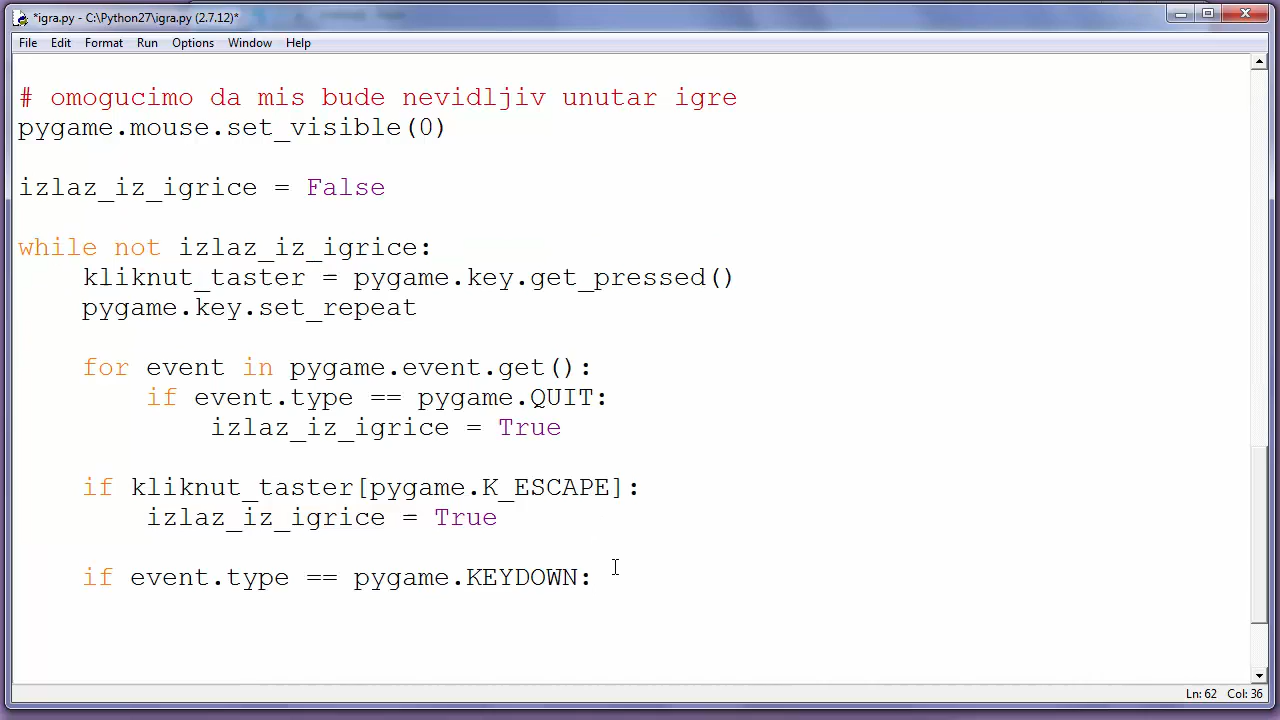 *igra.py - C:\Python27\igra.py (2.7.12)*
File Edit Format Run Options Window Help
# omogucimo da mis bude nevidljiv unutar igre
pygame.mouse.set_visible(0)
izlaz_iz_igrice = False
while not izlaz_iz_igrice:
    kliknut_taster = pygame.key.get_pressed()
    pygame.key.set_repeat
    for event in pygame.event.get():
        if event.type == pygame.QUIT:
            izlaz_iz_igrice = True
    if kliknut_taster[pygame.K_ESCAPE]:
        izlaz_iz_igrice = True
    if event.type == pygame.KEYDOWN:
Ln: 62 Col: 36